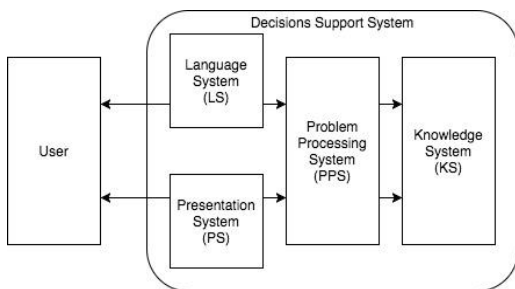 Decisions Support System
Language
System
(LS)
User
Problem
Processing
System
(PPS)
Knowledge
System
(KS)
Presentation
System
(PS)